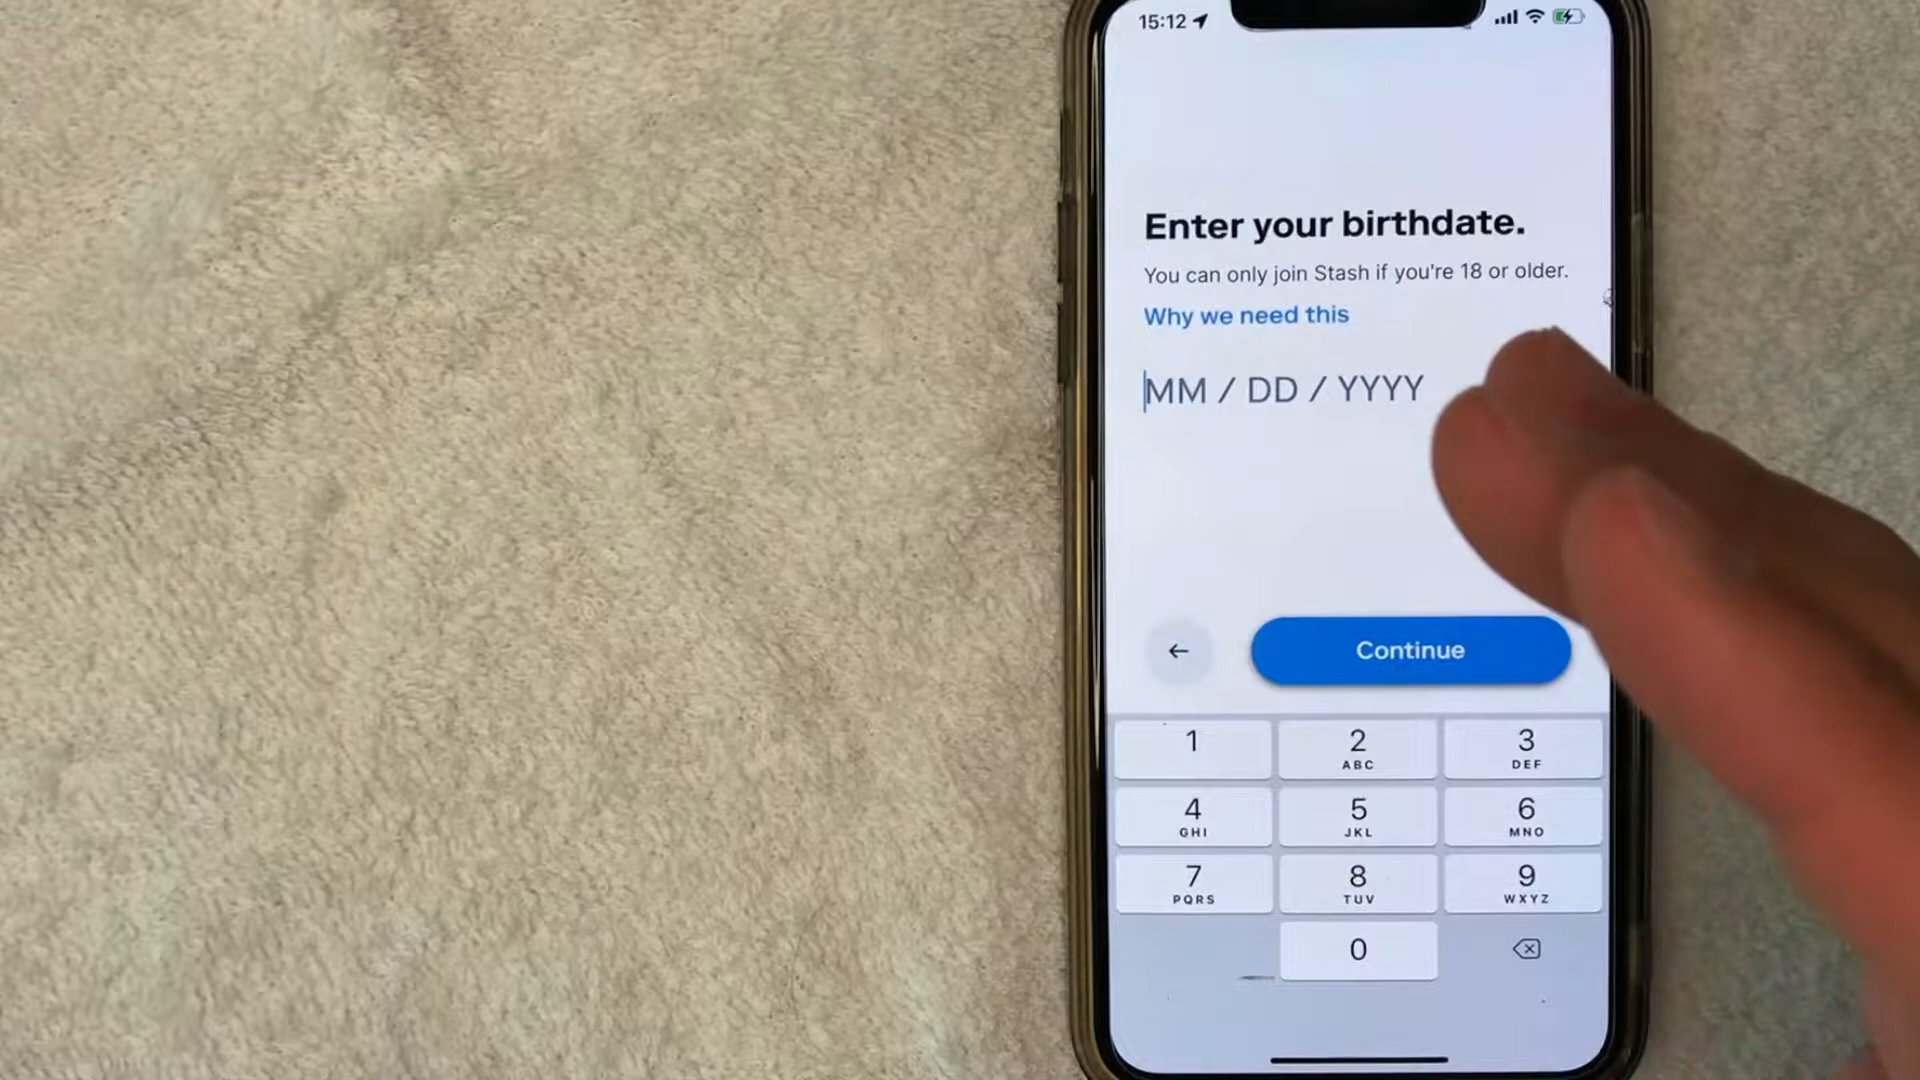 15:12
Enter your birthdate.
You can only join Stash if you're 18 or older.
Why we need this
MM / DD / YYYY
Continue
1
2
ABC
3
DEF
4
GHI
5
JKL
6
MNO
7
PQRS
8
TUV
9
WXYZ
0